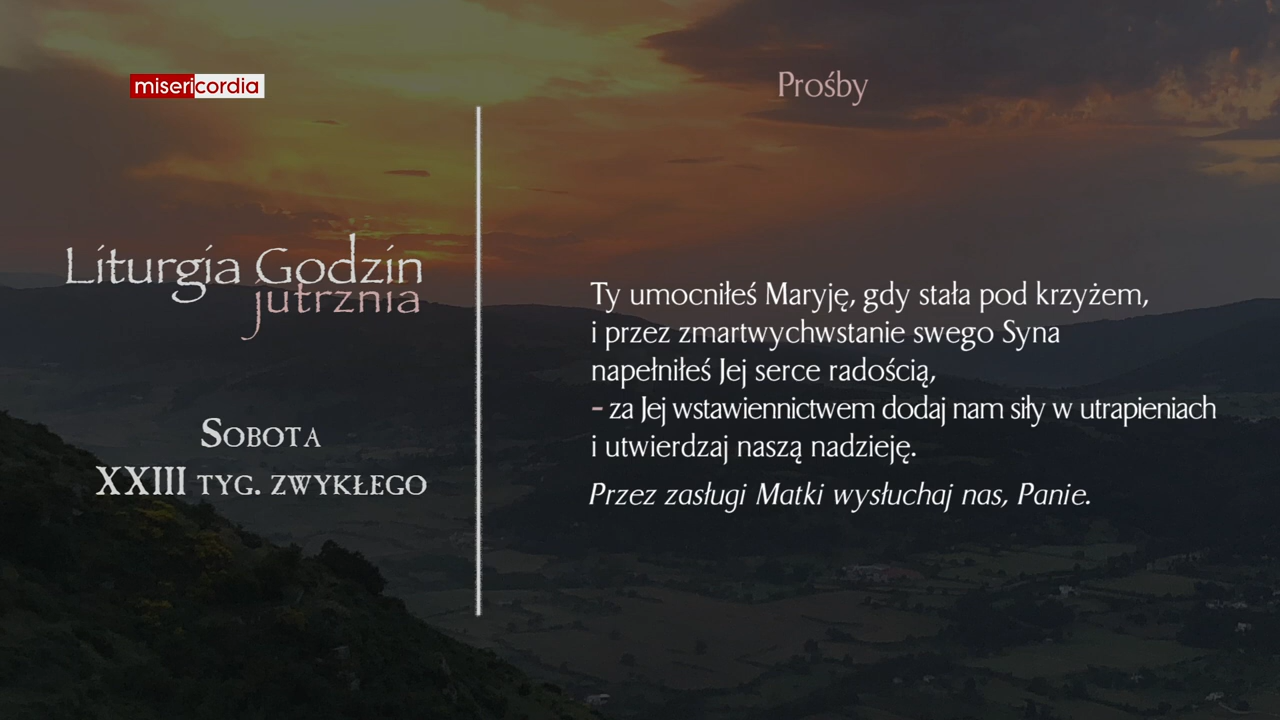 misericordia
Liturgia Godzin
jutrznia
Sobota
XXIII tyg. zwykłego
Prośby
Ty umocniłeś Maryję, gdy stała pod krzyżem,
i przez zmartwychwstanie swego Syna
napełniłeś Jej serce radością,
- za Jej wstawiennictwem dodaj nam siły w utrapieniach
i utwierdzaj naszą nadzieję.
Przez zasługi Matki wysłuchaj nas, Panie.